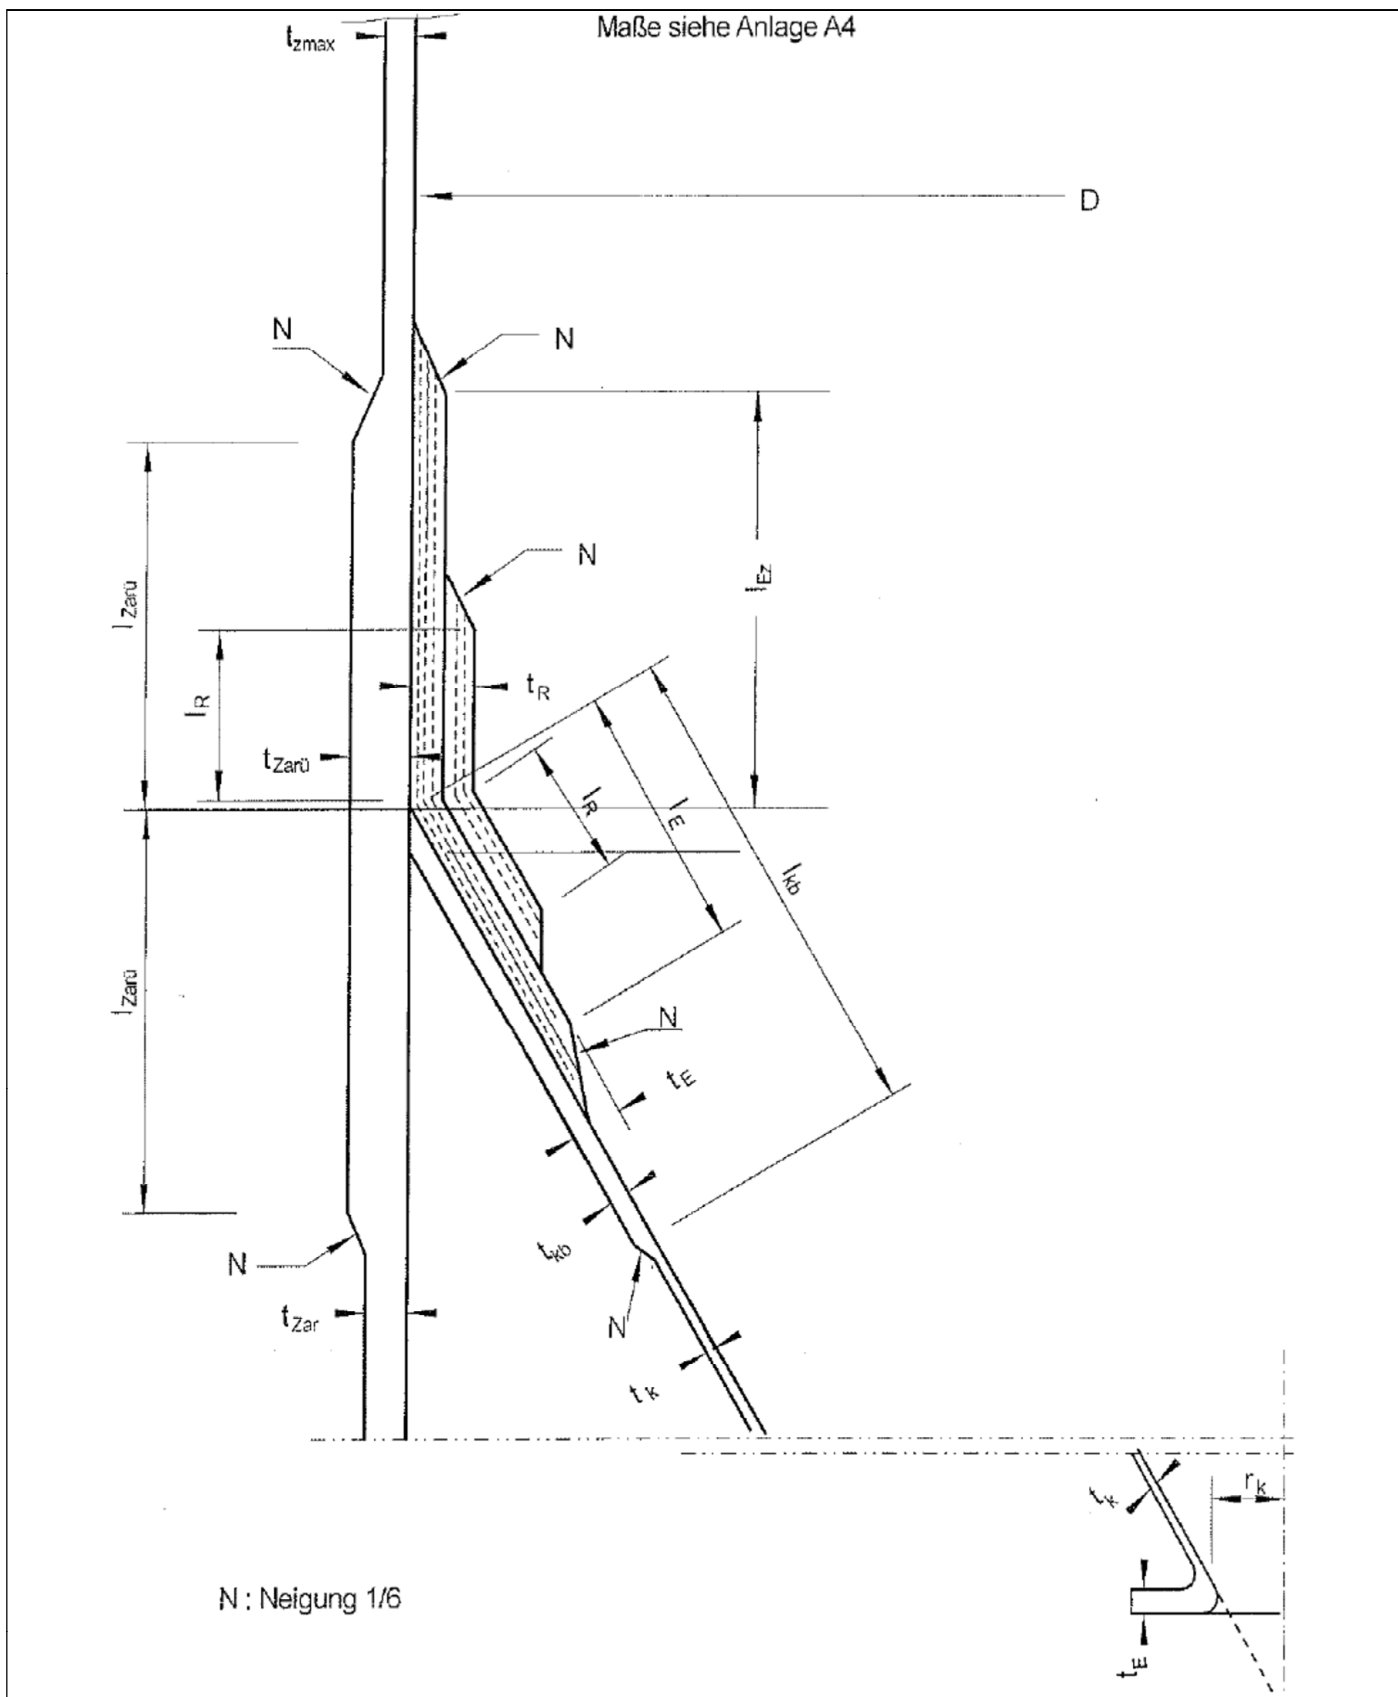 Maße siehe Anlage A4
tzmax
D
N
N
N
lZarü
lEz
lR
tR
tZarü
lR
lE
lkb
lZarü
N
tE
tkb
N
N
tZar
tK
rk
tK
N : Neigung 1/6
tE